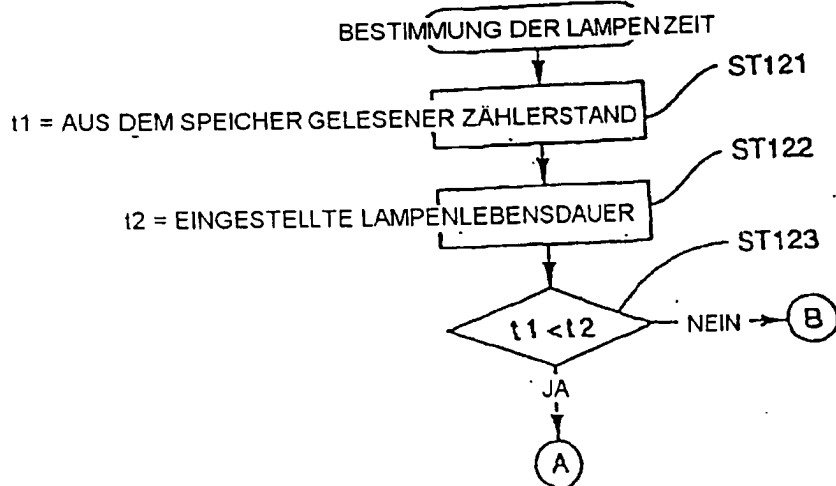 BESTIMMUNG DER LAMPENZEIT
ST121
t1 = AUS DEM SPEICHER GELESENER ZÄHLERSTAND
ST122
t2 = EINGESTELLTE LAMPENLEBENSDAUER
ST123
t1<t2
NEIN
B
JA
A